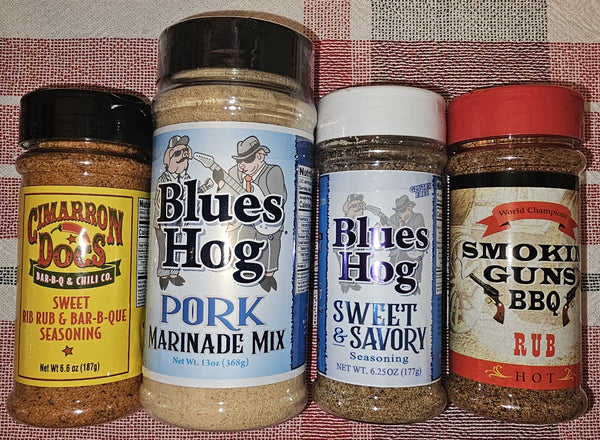 CIMARRON
DOCS
BAR-B-Q & CHILI CO.
SWEET
RIB RUB & BAR-B-QUE
SEASONING
Net Wt 6.6 oz (187g)
Blues
Hog
PORK
MARINADE MIX
Net Wt. 13oz (368g)
GLUTEN
FREE
Blues
Hog
SWEET
& SAVORY
Seasoning
NET WT. 6.25OZ (177g)
World Champions
SMOKIN
GUNS
BBQ
RUB
HOT